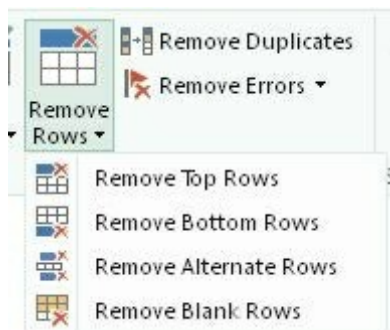 Remove Duplicates
Remove Errors
Remove
Rows
Remove Top Rows
Remove Bottom Rows
Remove Alternate Rows
Remove Blank Rows